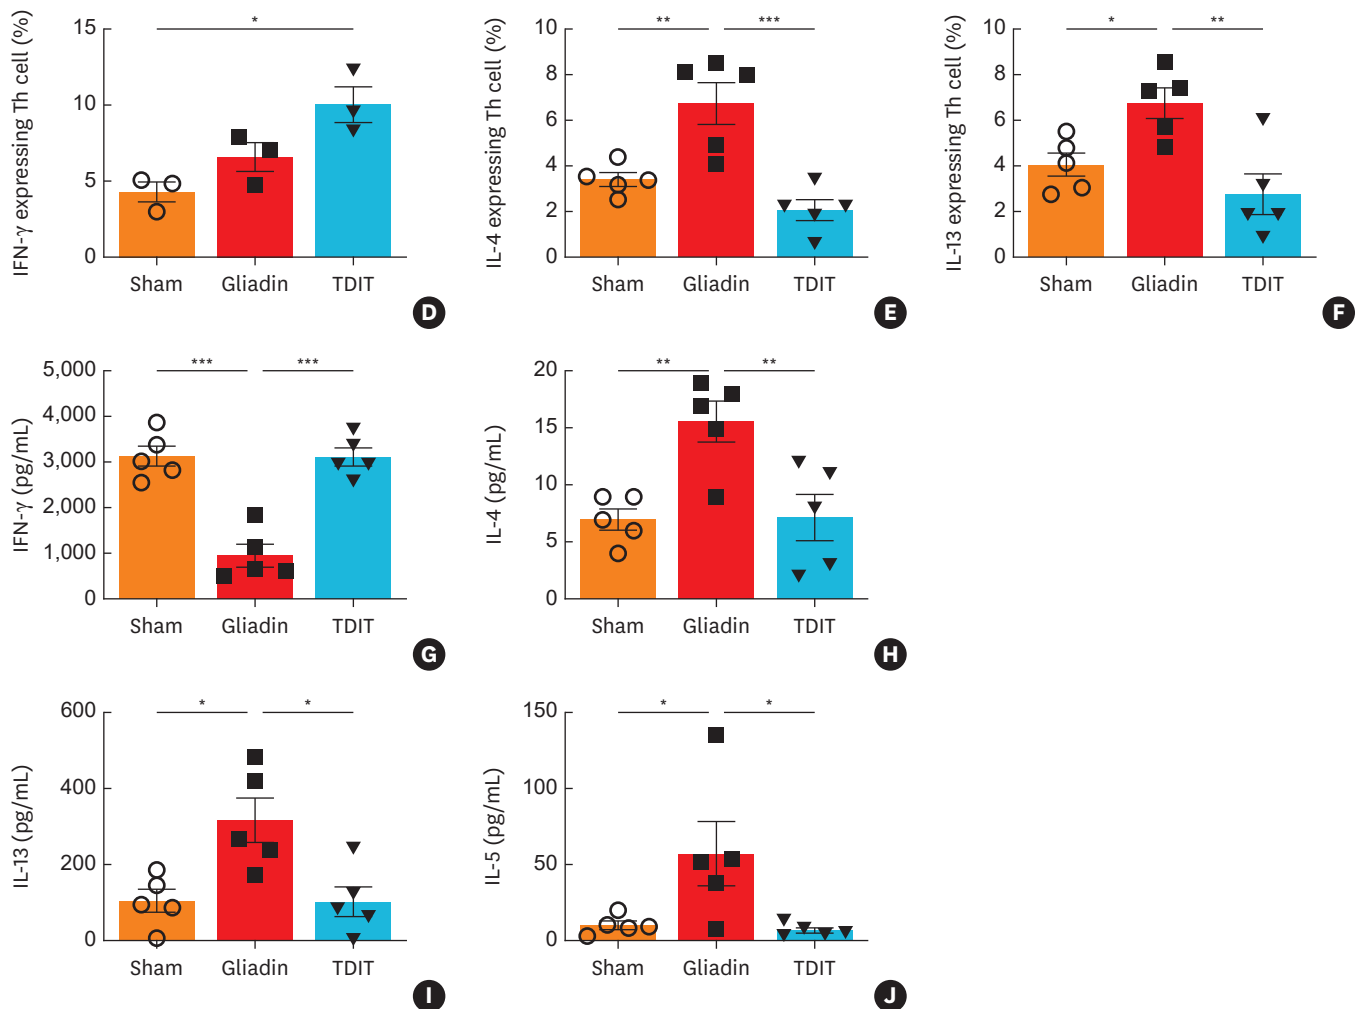 IFN-γ expressing Th cell (%)
15
10
5
0
*
Sham
Gliadin
TDIT
D
IL-4 expressing Th cell (%)
10
8
6
4
2
0
**
***
Sham
Gliadin
TDIT
E
IL-13 expressing Th cell (%)
10
8
6
4
2
0
*
**
Sham
Gliadin
TDIT
F
IFN-γ (pg/mL)
5,000
4,000
3,000
2,000
1,000
0
***
***
Sham
Gliadin
TDIT
G
IL-4 (pg/mL)
20
15
10
5
0
**
**
Sham
Gliadin
TDIT
H
IL-13 (pg/mL)
600
400
200
0
*
*
Sham
Gliadin
TDIT
I
IL-5 (pg/mL)
150
100
50
0
*
*
Sham
Gliadin
TDIT
J